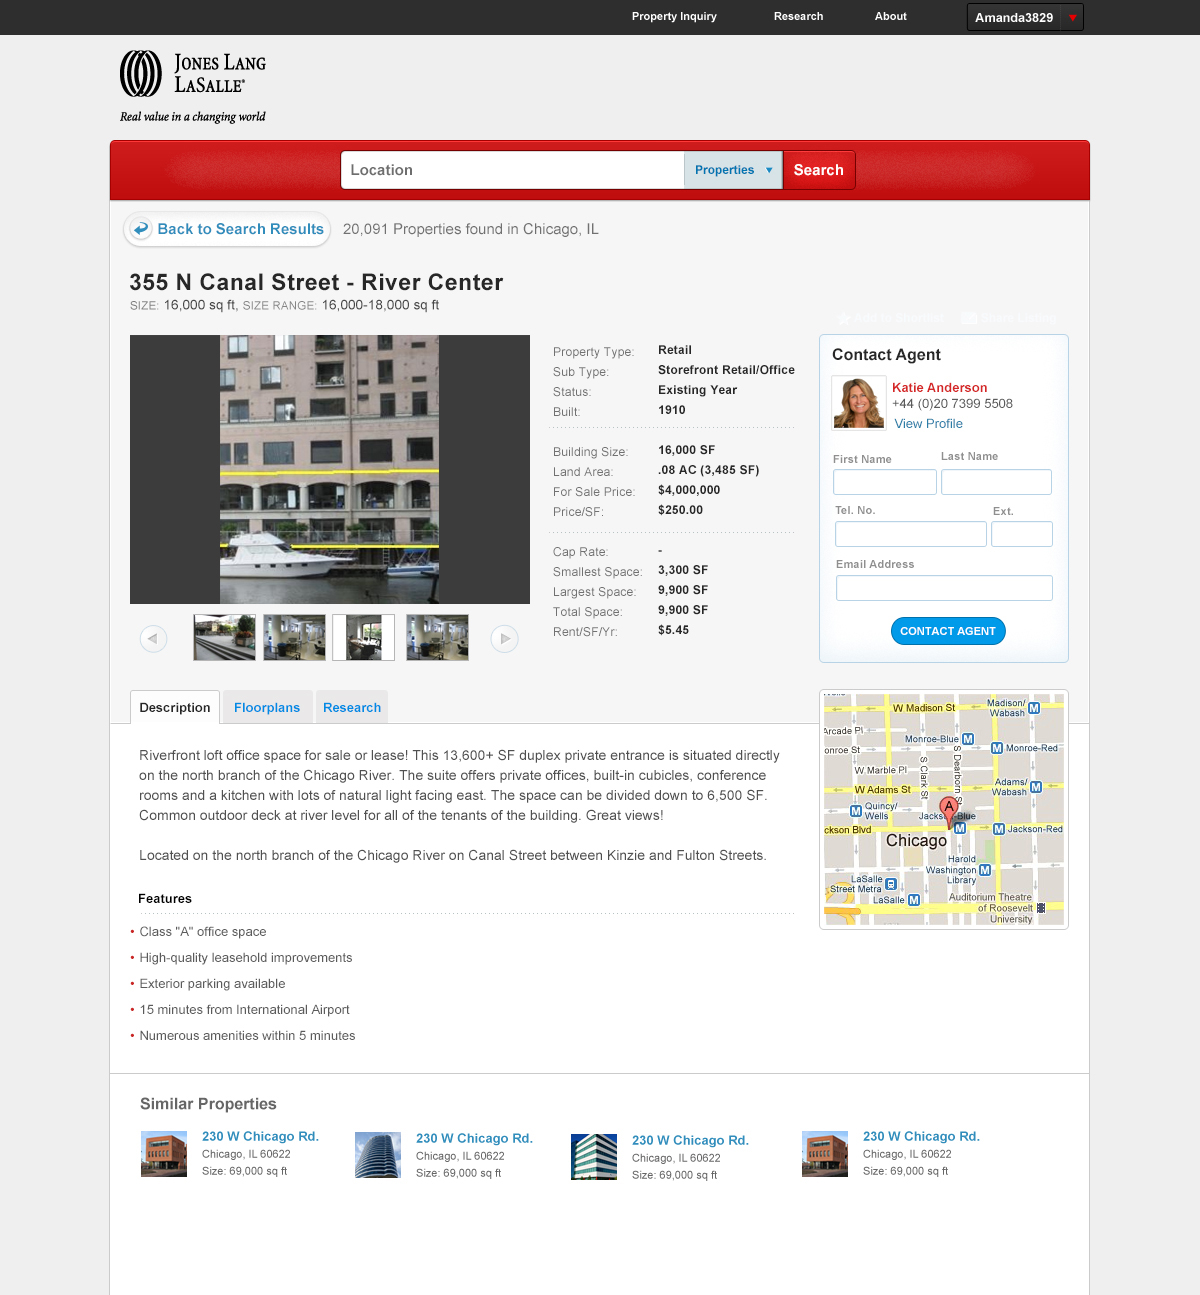 Property Inquiry
Research
About
Amanda3829
JONES LANG
LASALLE®
Real value in a changing world
Location
Properties
Search
Back to Search Results
20,091 Properties found in Chicago, IL
355 N Canal Street - River Center
SIZE: 16,000 sq ft, SIZE RANGE: 16,000-18,000 sq ft
Property Type: Retail
Sub Type: Storefront Retail/Office
Status: Existing Year
Built: 1910
Building Size: 16,000 SF
Land Area: .08 AC (3,485 SF)
For Sale Price: $4,000,000
Price/SF: $250.00
Cap Rate: -
Smallest Space: 3,300 SF
Largest Space: 9,900 SF
Total Space: 9,900 SF
Rent/SF/Yr: $5.45
Contact Agent
Katie Anderson
+44 (0)20 7399 5508
View Profile
First Name
Last Name
Tel. No.
Ext.
Email Address
CONTACT AGENT
Description
Floorplans
Research
Riverfront loft office space for sale or lease! This 13,600+ SF duplex private entrance is situated directly
on the north branch of the Chicago River. The suite offers private offices, built-in cubicles, conference
rooms and a kitchen with lots of natural light facing east. The space can be divided down to 6,500 SF.
Common outdoor deck at river level for all of the tenants of the building. Great views!
Located on the north branch of the Chicago River on Canal Street between Kinzie and Fulton Streets.
Features
• Class "A" office space
• High-quality leasehold improvements
• Exterior parking available
• 15 minutes from International Airport
• Numerous amenities within 5 minutes
W Madison St
Madison/
Wabash
M
Arcade Pl
Monroe-Blue
M
onroe St
M
Monroe-Red
W Marble Pl
S Clark St
S Dearborn St
W Adams St
Adams/
Wabash
M
M
Quincy/
Wells
A
Jackson-Blue
M
ckson Blvd
M
Jackson-Red
Chicago
Harold
Washington
Library
M
LaSalle
Street Metra
LaSalle
M
Auditorium Theatre
of Roosevelt
University
Similar Properties
230 W Chicago Rd.
Chicago, IL 60622
Size: 69,000 sq ft
230 W Chicago Rd.
Chicago, IL 60622
Size: 69,000 sq ft
230 W Chicago Rd.
Chicago, IL 60622
Size: 69,000 sq ft
230 W Chicago Rd.
Chicago, IL 60622
Size: 69,000 sq ft